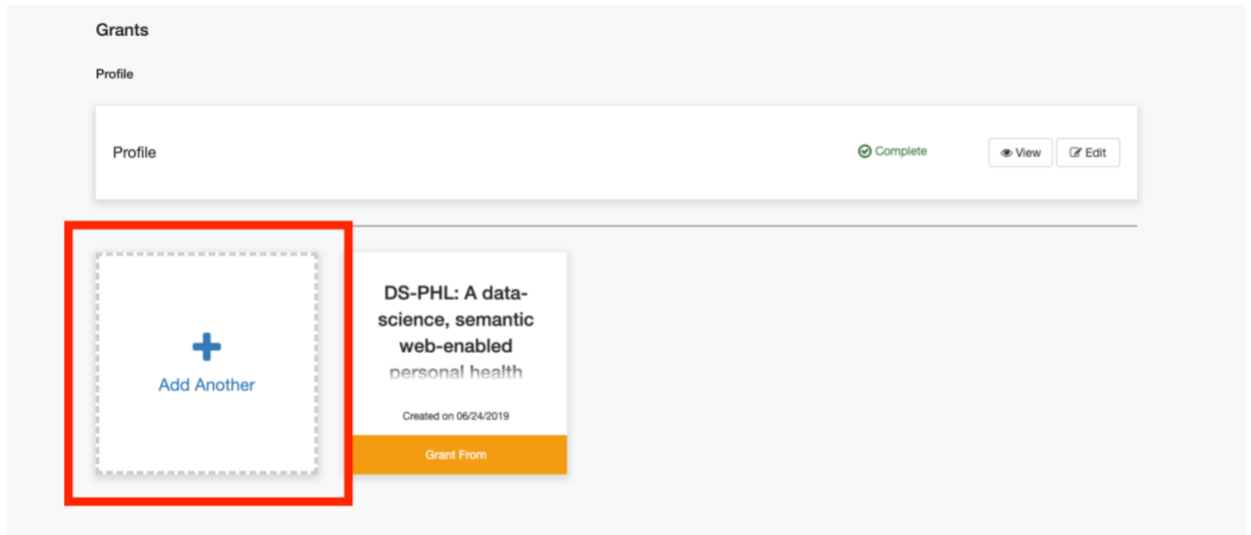 Grants
Profile
Profile
Complete
View
Edit
Add Another
DS-PHL: A data-
science, semantic
web-enabled
personal health
Created on 06/24/2019
Grant From